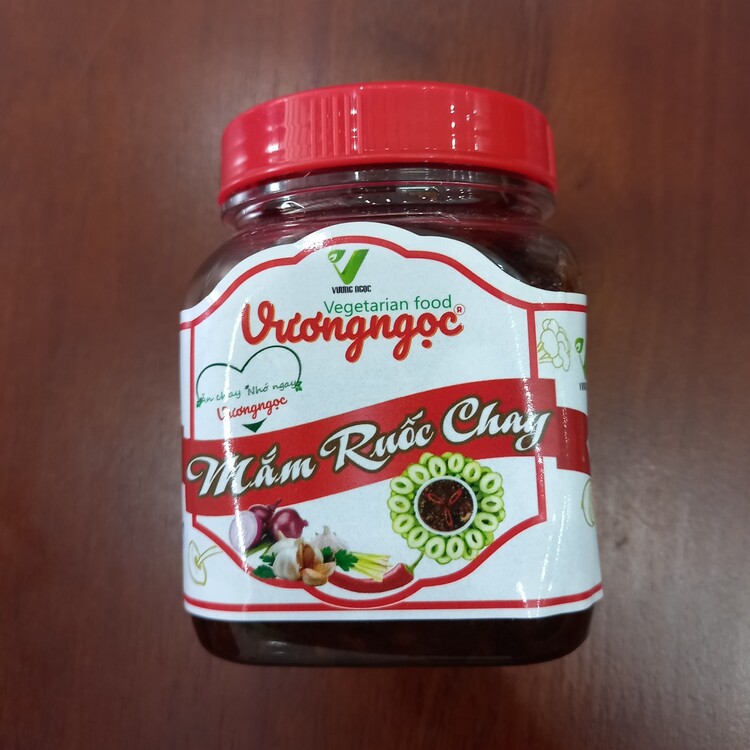 VƯƠNG NGỌC
Vegetarian food
Vươngngọc®
Ăn chay "Nhớ ngay
Vươngngọc
Mắm Ruốc Chay